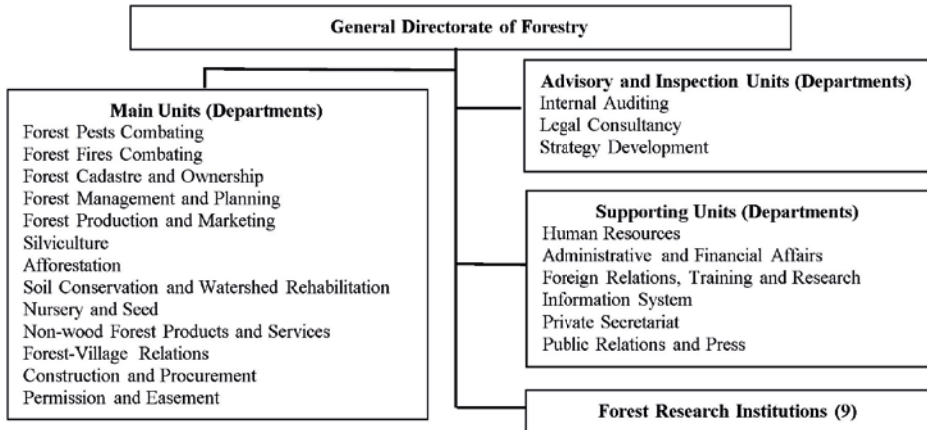 General Directorate of Forestry
Main Units (Departments)
Forest Pests Combating
Forest Fires Combating
Forest Cadastre and Ownership
Forest Management and Planning
Forest Production and Marketing
Silviculture
Afforestation
Soil Conservation and Watershed Rehabilitation
Nursery and Seed
Non-wood Forest Products and Services
Forest-Village Relations
Construction and Procurement
Permission and Easement
Advisory and Inspection Units (Departments)
Internal Auditing
Legal Consultancy
Strategy Development
Supporting Units (Departments)
Human Resources
Administrative and Financial Affairs
Foreign Relations, Training and Research
Information System
Private Secretariat
Public Relations and Press
Forest Research Institutions (9)